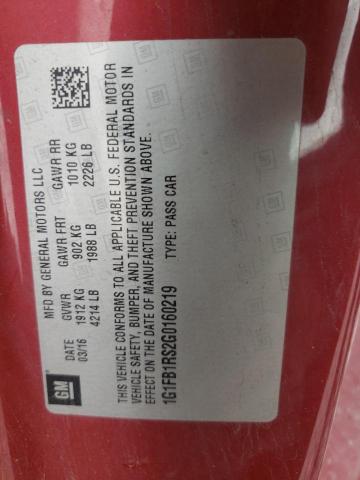 MFD BY GENERAL MOTORS LLC
DATE GVWR GAWR FRT GAWR RR
03/16 1912 KG 902 KG 1010 KG
4214 LB 1988 LB 2226 LB
THIS VEHICLE CONFORMS TO ALL APPLICABLE U.S. FEDERAL MOTOR
VEHICLE SAFETY, BUMPER, AND THEFT PREVENTION STANDARDS IN
EFFECT ON THE DATE OF MANUFACTURE SHOWN ABOVE.
1G1FB1RS2G0160219 TYPE: PASS CAR
GM